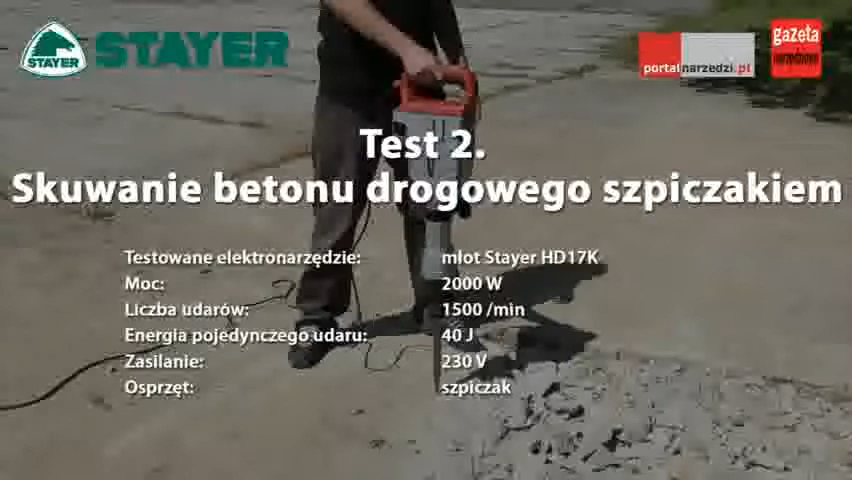 STAYER
STAYER
portalnarzedzi.pl
gazeta
narzędziowa
Test 2.
Skuwanie betonu drogowego szpiczakiem
Testowane elektronarzędzie: młot Stayer HD17K
Moc: 2000 W
Liczba udarów: 1500 /min
Energia pojedynczego udaru: 40 J
Zasilanie: 230 V
Osprzęt: szpiczak